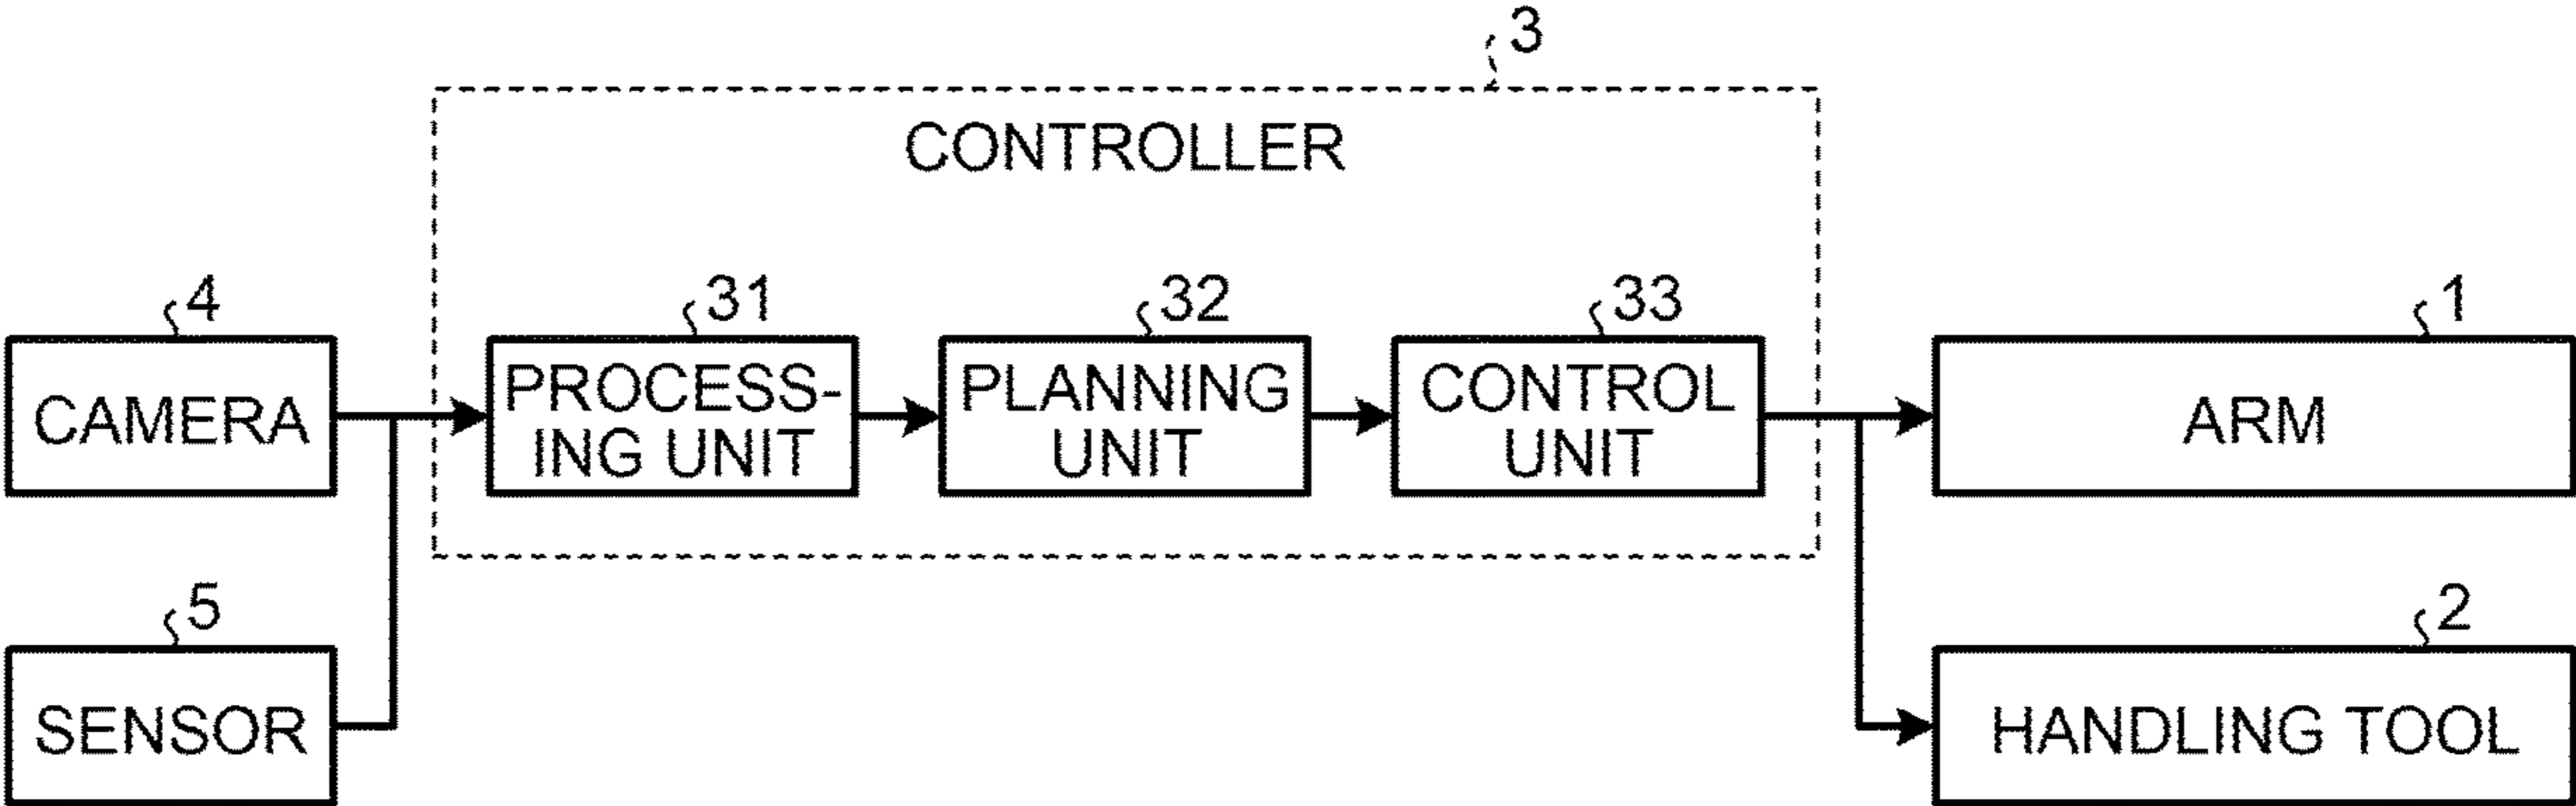 3
CONTROLLER
4
31
32
33
1
CAMERA
PROCESS-
ING UNIT
PLANNING
UNIT
CONTROL
UNIT
ARM
5
2
SENSOR
HANDLING TOOL